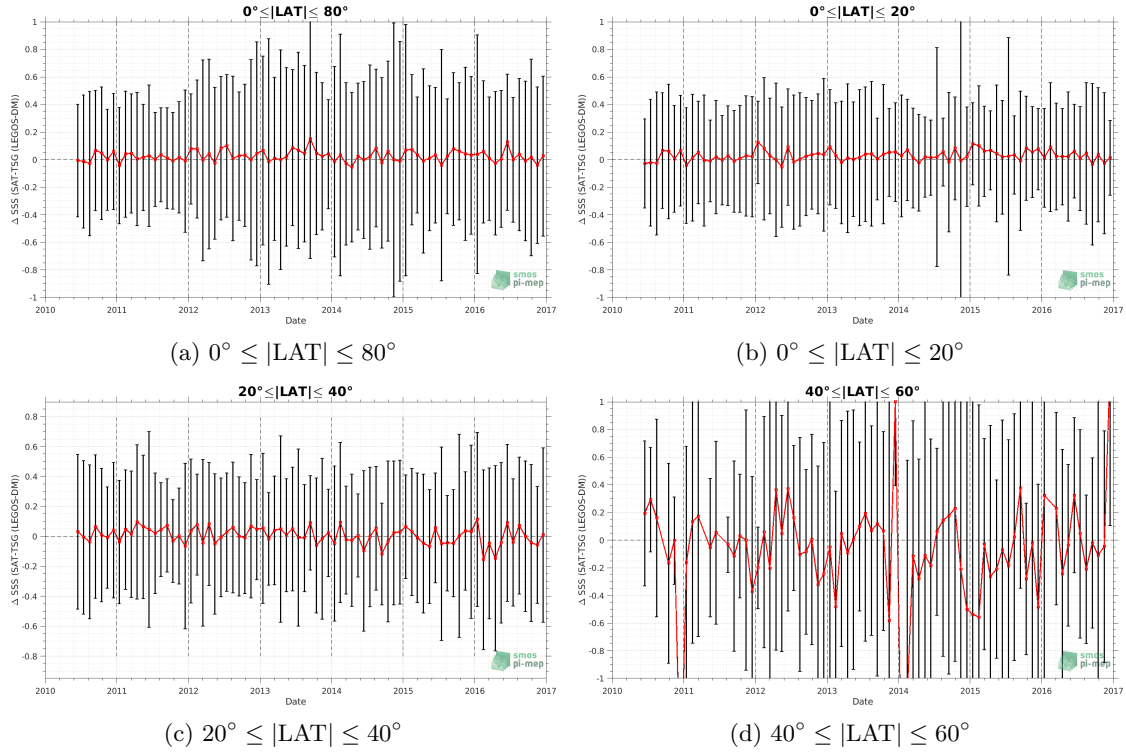 0°≤|LAT|≤ 80°
Δ SSS (SAT-TSG (LEGOS-DM))
1
0.8
0.6
0.4
0.2
0
-0.2
-0.4
-0.6
-0.8
-1
2010 2011 2012 2013 2014 2015 2016 2017
Date
smos
pi-mep
(a) 0° ≤ |LAT| ≤ 80°
0°≤|LAT|≤ 20°
Δ SSS (SAT-TSG (LEGOS-DM))
1
0.8
0.6
0.4
0.2
0
-0.2
-0.4
-0.6
-0.8
-1
2010 2011 2012 2013 2014 2015 2016 2017
Date
smos
pi-mep
(b) 0° ≤ |LAT| ≤ 20°
20°≤|LAT|≤ 40°
Δ SSS (SAT-TSG (LEGOS-DM))
0.8
0.6
0.4
0.2
0
-0.2
-0.4
-0.6
-0.8
2010 2011 2012 2013 2014 2015 2016 2017
Date
smos
pi-mep
(c) 20° ≤ |LAT| ≤ 40°
40°≤|LAT|≤ 60°
Δ SSS (SAT-TSG (LEGOS-DM))
1
0.8
0.6
0.4
0.2
0
-0.2
-0.4
-0.6
-0.8
-1
2010 2011 2012 2013 2014 2015 2016 2017
Date
smos
pi-mep
(d) 40° ≤ |LAT| ≤ 60°